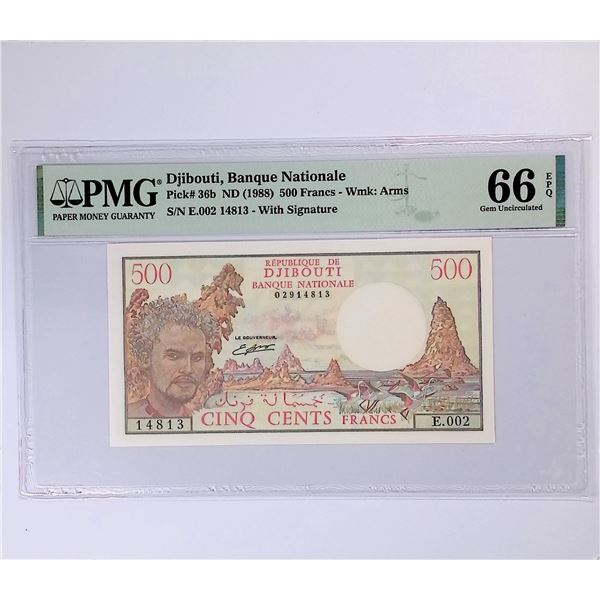 PMG®
PAPER MONEY GUARANTY
Djibouti, Banque Nationale
Pick# 36b ND (1988) 500 Francs - Wmk: Arms
S/N E.002 14813 - With Signature
66 EPQ
Gem Uncirculated
500
RÉPUBLIQUE DE
DJIBOUTI
BANQUE NATIONALE
02914813
500
LE GOUVERNEUR,
خمسمائة فرنك
CINQ CENTS FRANCS
14813
E.002